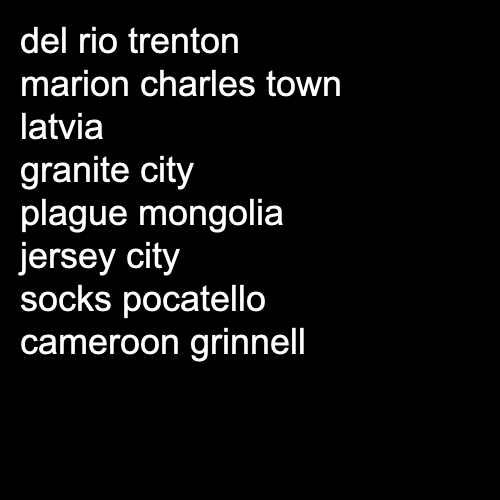 del rio trenton
marion charles town
latvia
granite city
plague mongolia
jersey city
socks pocatello
cameroon grinnell